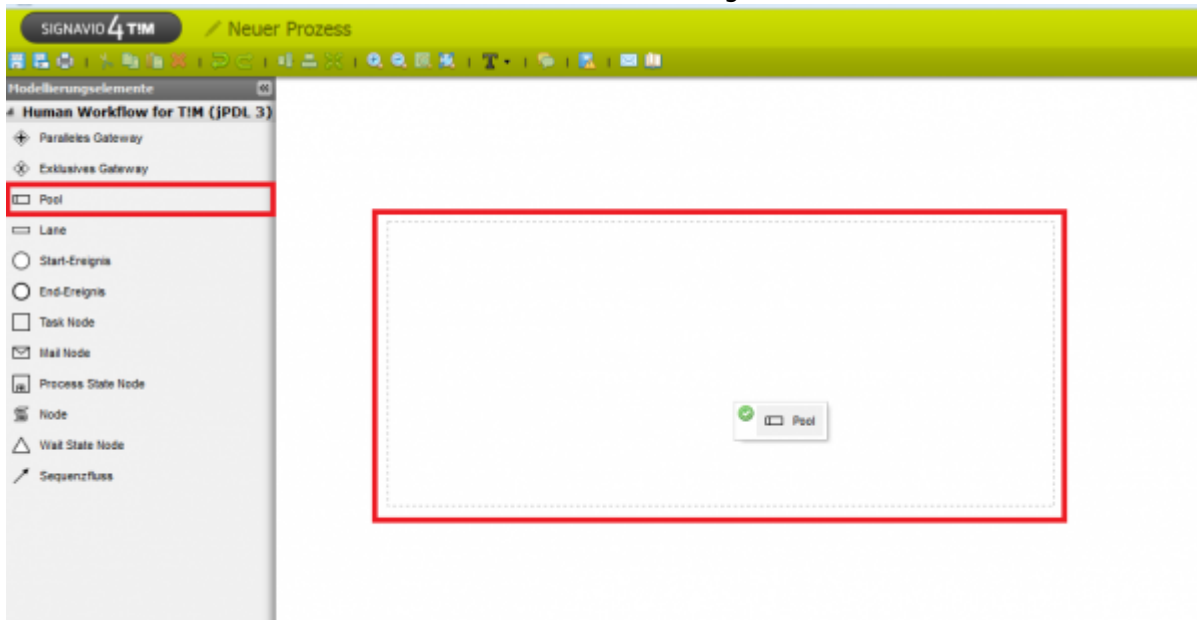 SIGNAVIO 4 T!M
Neuer Prozess
Modellierungselemente
Human Workflow for T!M (jPDL 3)
Paralleles Gateway
Exklusives Gateway
Pool
Lane
Start-Ereignis
End-Ereignis
Task Node
Mail Node
Process State Node
Node
Wait State Node
Sequenzfluss
Pool